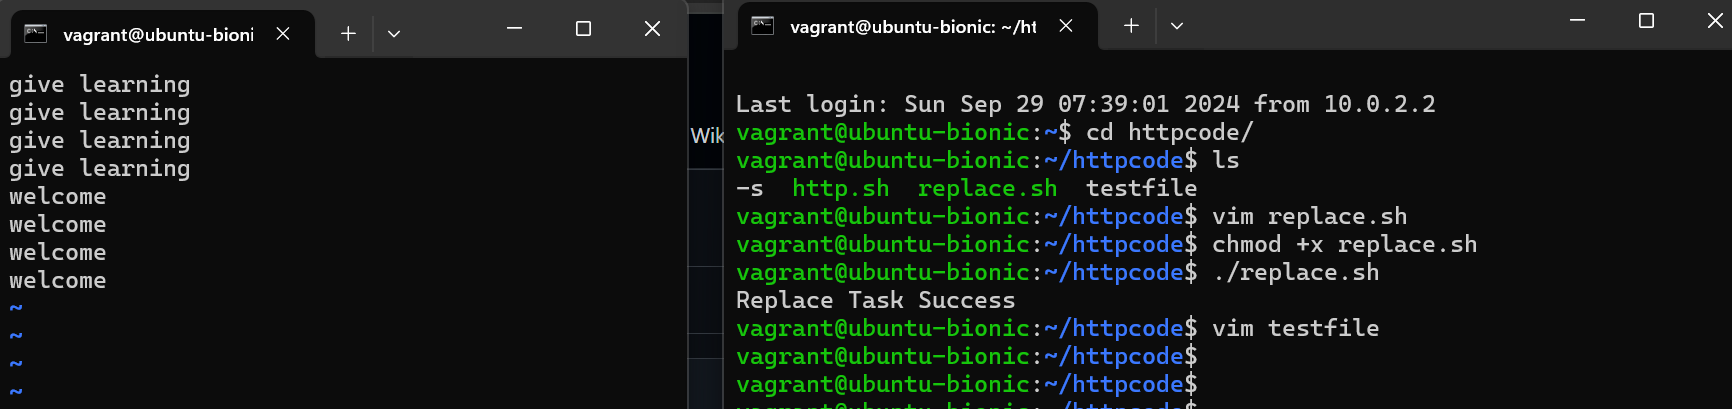 vagrant@ubuntu-bioni
give learning
give learning
give learning
give learning
welcome
welcome
welcome
welcome
~
~
~
~
Wik
vagrant@ubuntu-bionic: ~/ht
Last login: Sun Sep 29 07:39:01 2024 from 10.0.2.2
vagrant@ubuntu-bionic:~$ cd httpcode/
vagrant@ubuntu-bionic:~/httpcode$ ls
-s  http.sh  replace.sh  testfile
vagrant@ubuntu-bionic:~/httpcode$ vim replace.sh
vagrant@ubuntu-bionic:~/httpcode$ chmod +x replace.sh
vagrant@ubuntu-bionic:~/httpcode$ ./replace.sh
Replace Task Success
vagrant@ubuntu-bionic:~/httpcode$ vim testfile
vagrant@ubuntu-bionic:~/httpcode$
vagrant@ubuntu-bionic:~/httpcode$